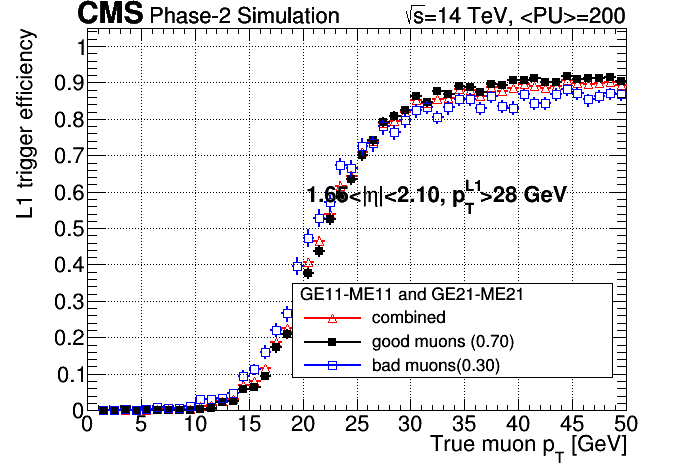 CMS Phase-2 Simulation √s=14 TeV, <PU>=200
L1 trigger efficiency
1
0.9
0.8
0.7
0.6
0.5
0.4
0.3
0.2
0.1
0
1.65<|η|<2.10, p_T^L1>28 GeV
GE11-ME11 and GE21-ME21
combined
good muons (0.70)
bad muons(0.30)
0 5 10 15 20 25 30 35 40 45 50
True muon p_T [GeV]